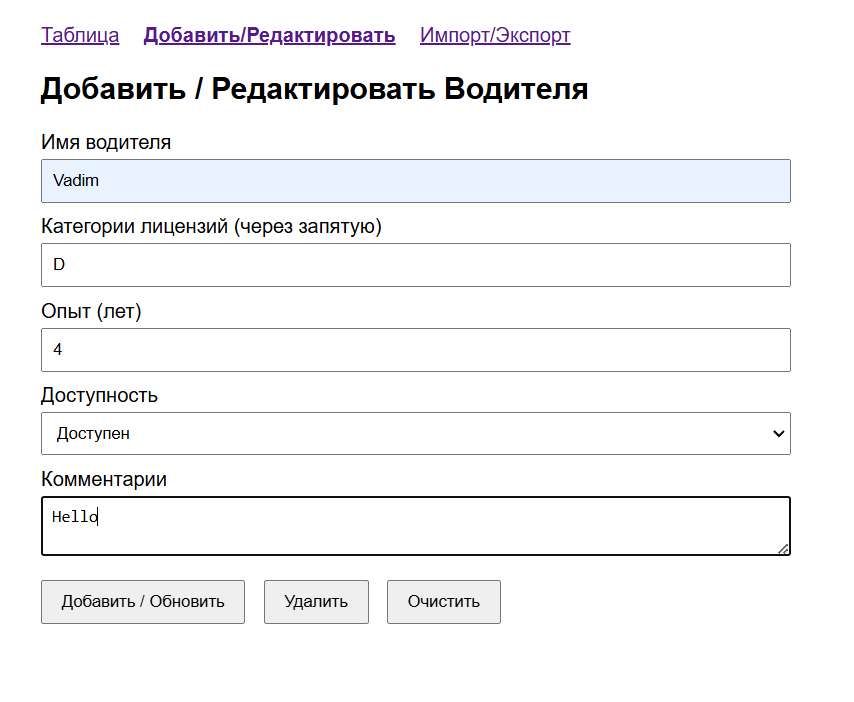 Таблица Добавить/Редактировать Импорт/Экспорт
Добавить / Редактировать Водителя
Имя водителя
Vadim
Категории лицензий (через запятую)
D
Опыт (лет)
4
Доступность
Доступен
Комментарии
Hello
Добавить / Обновить Удалить Очистить